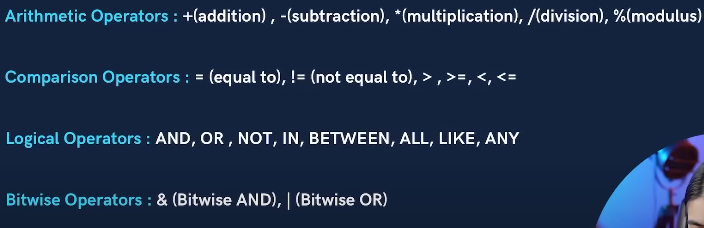 Arithmetic Operators : +(addition) , -(subtraction), *(multiplication), /(division), %(modulus)
Comparison Operators : = (equal to), != (not equal to), > , >=, <, <=
Logical Operators : AND, OR , NOT, IN, BETWEEN, ALL, LIKE, ANY
Bitwise Operators : & (Bitwise AND), | (Bitwise OR)